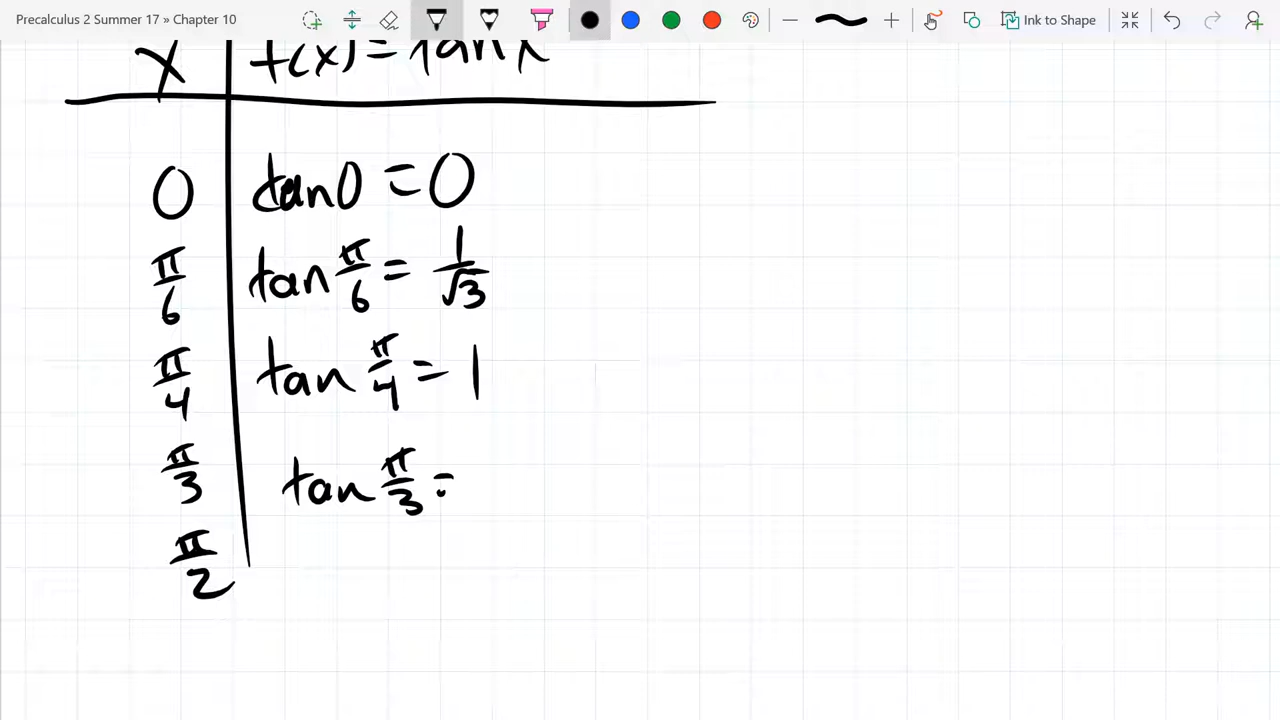 Precalculus 2 Summer 17 » Chapter 10
Ink to Shape
x f(x) = tan x
0 tan 0 = 0
π/6 tan π/6 = 1/√3
π/4 tan π/4 = 1
π/3 tan π/3 =
π/2